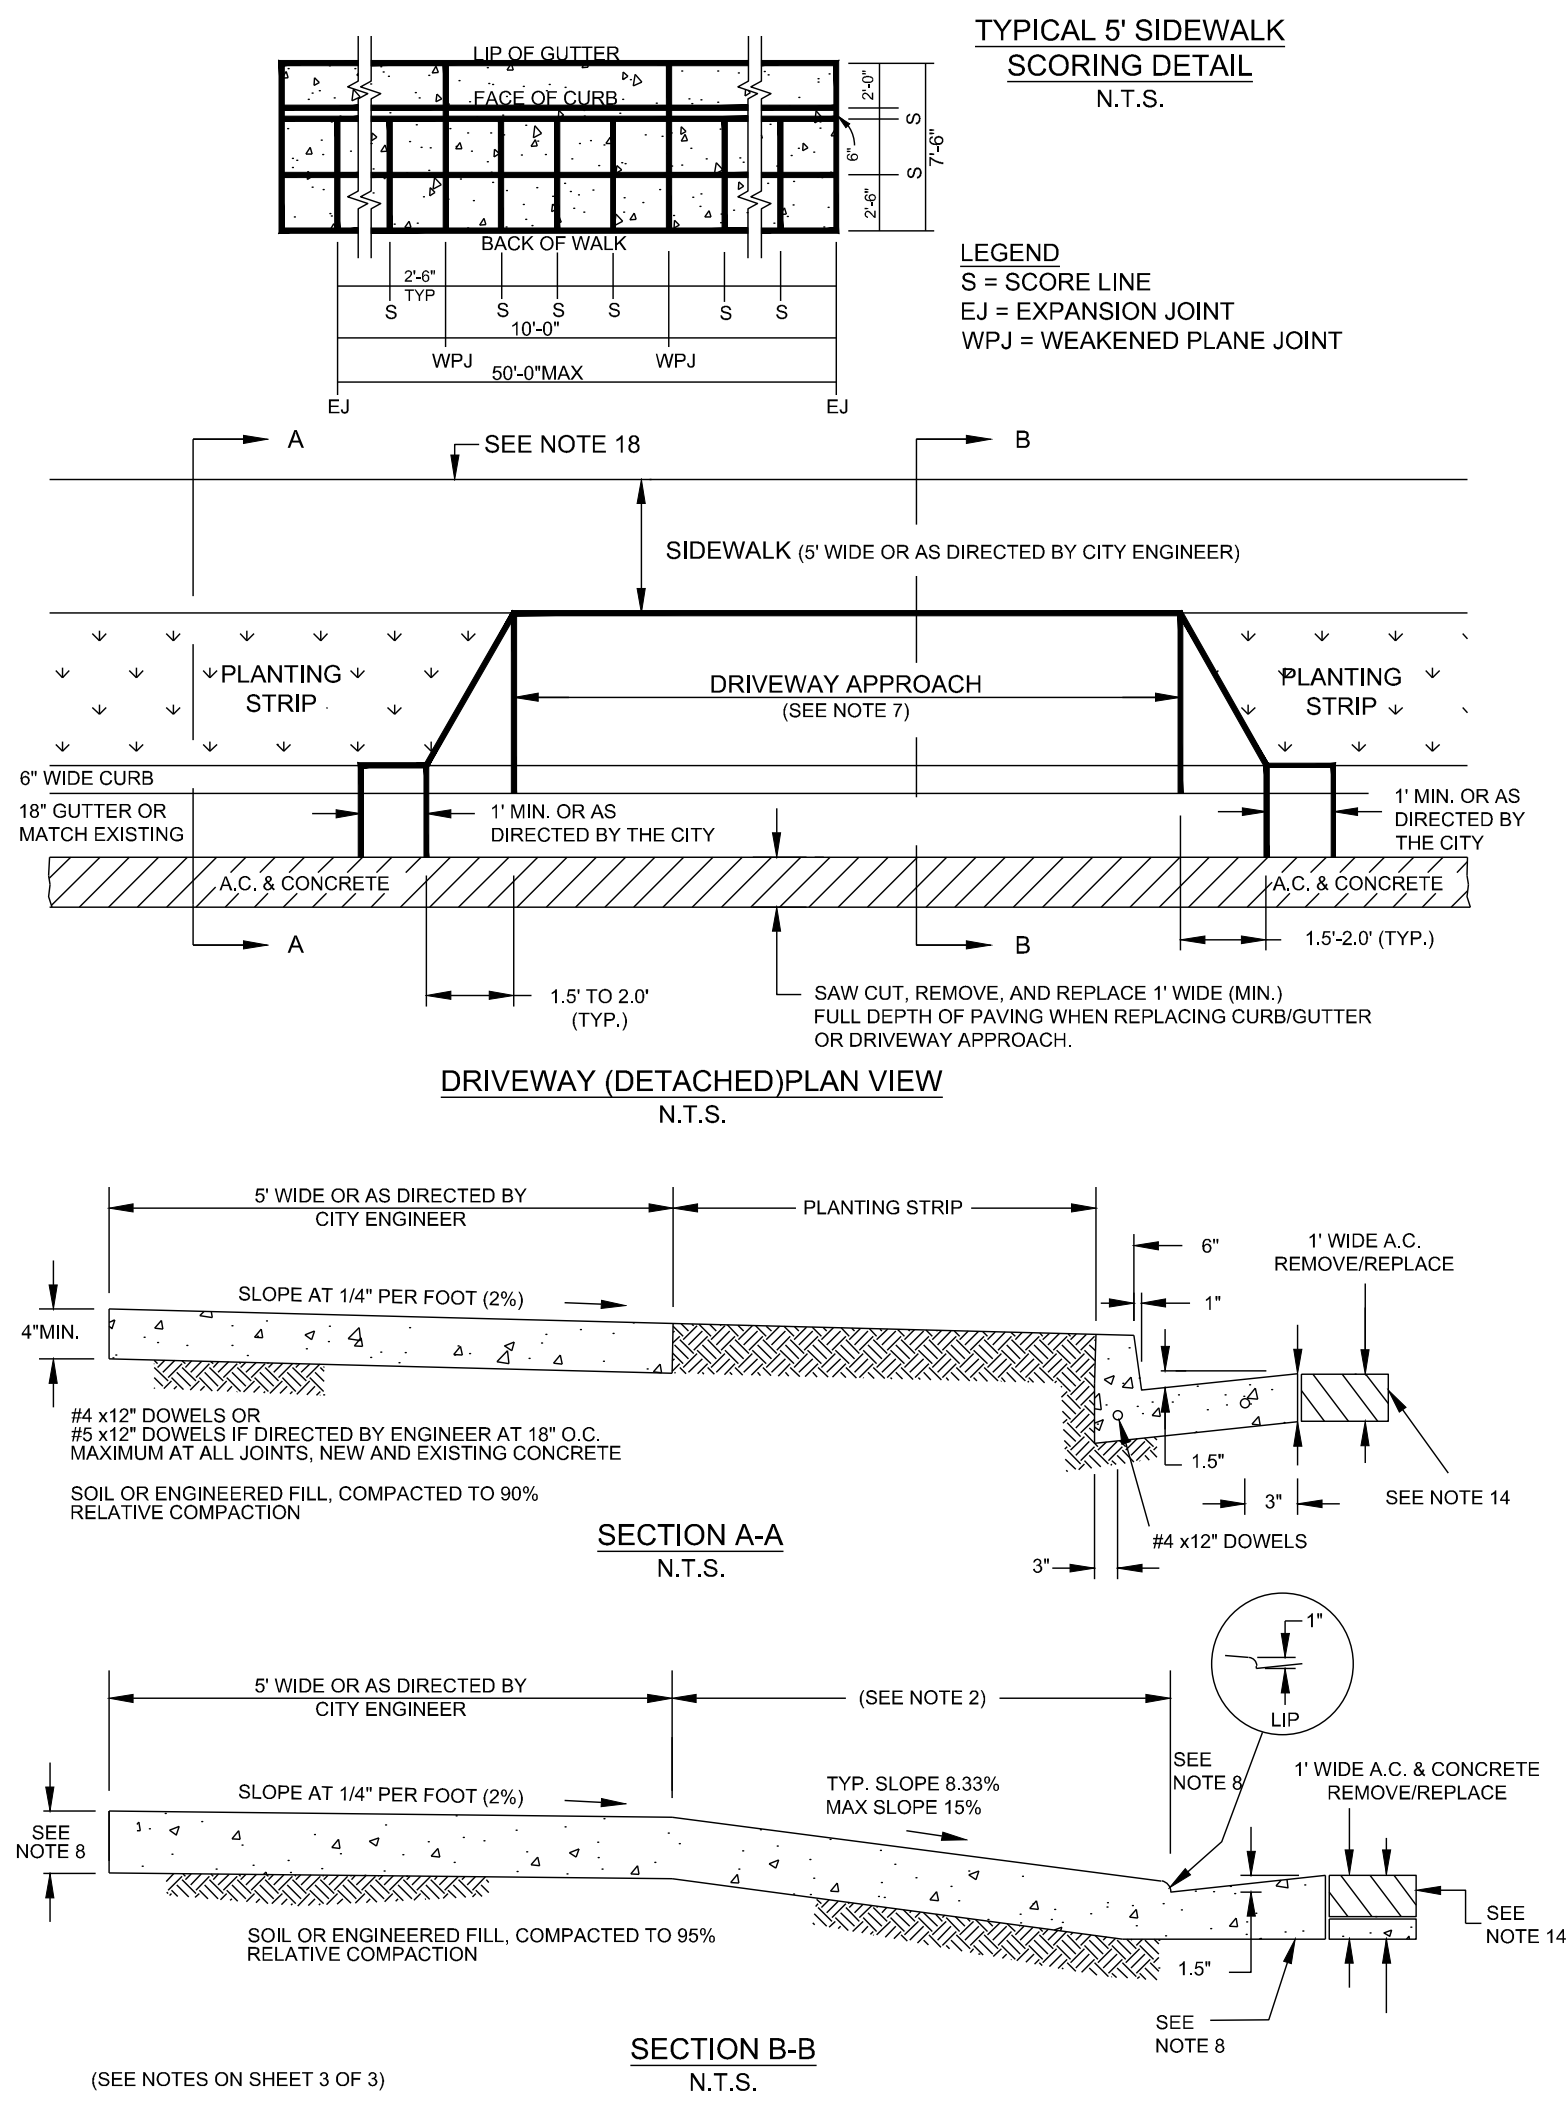 TYPICAL 5' SIDEWALK
SCORING DETAIL
N.T.S.
LIP OF GUTTER
FACE OF CURB
BACK OF WALK
2'-0"
S
6"
S
7'-6"
2'-6"
2'-6"
TYP
S
S
S
S
S
S
10'-0"
WPJ
WPJ
50'-0"MAX
EJ
EJ
LEGEND
S = SCORE LINE
EJ = EXPANSION JOINT
WPJ = WEAKENED PLANE JOINT
A
SEE NOTE 18
B
SIDEWALK (5' WIDE OR AS DIRECTED BY CITY ENGINEER)
PLANTING
STRIP
DRIVEWAY APPROACH
(SEE NOTE 7)
PLANTING
STRIP
6" WIDE CURB
18" GUTTER OR
MATCH EXISTING
1' MIN. OR AS
DIRECTED BY THE CITY
1' MIN. OR AS
DIRECTED BY
THE CITY
A.C. & CONCRETE
A.C. & CONCRETE
A
B
1.5'-2.0' (TYP.)
1.5' TO 2.0'
(TYP.)
SAW CUT, REMOVE, AND REPLACE 1' WIDE (MIN.)
FULL DEPTH OF PAVING WHEN REPLACING CURB/GUTTER
OR DRIVEWAY APPROACH.
DRIVEWAY (DETACHED)PLAN VIEW
N.T.S.
5' WIDE OR AS DIRECTED BY
CITY ENGINEER
PLANTING STRIP
6"
1"
1' WIDE A.C.
REMOVE/REPLACE
SLOPE AT 1/4" PER FOOT (2%)
4"MIN.
#4 x12" DOWELS OR
#5 x12" DOWELS IF DIRECTED BY ENGINEER AT 18" O.C.
MAXIMUM AT ALL JOINTS, NEW AND EXISTING CONCRETE
SOIL OR ENGINEERED FILL, COMPACTED TO 90%
RELATIVE COMPACTION
1.5"
3"
SEE NOTE 14
#4 x12" DOWELS
3"
SECTION A-A
N.T.S.
1"
LIP
5' WIDE OR AS DIRECTED BY
CITY ENGINEER
(SEE NOTE 2)
SEE
NOTE 8
1' WIDE A.C. & CONCRETE
REMOVE/REPLACE
SLOPE AT 1/4" PER FOOT (2%)
TYP. SLOPE 8.33%
MAX SLOPE 15%
SEE
NOTE 8
SOIL OR ENGINEERED FILL, COMPACTED TO 95%
RELATIVE COMPACTION
1.5"
SEE
NOTE 14
SEE
NOTE 8
SECTION B-B
N.T.S.
(SEE NOTES ON SHEET 3 OF 3)